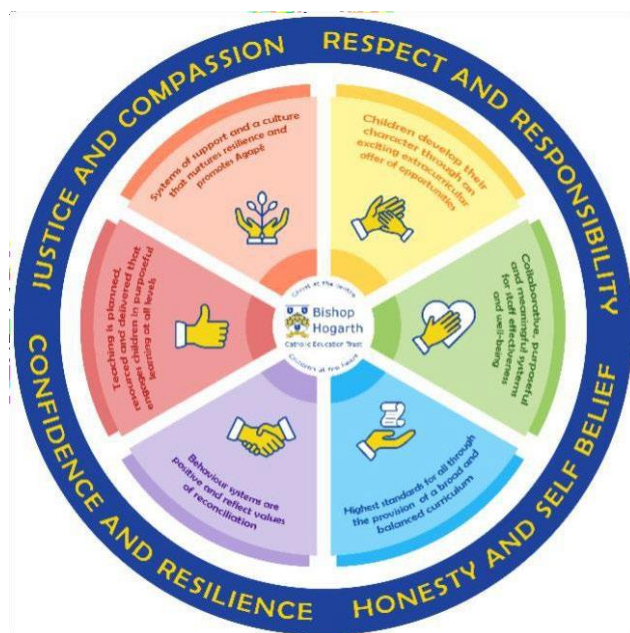 JUSTICE AND COMPASSION
RESPECT AND RESPONSIBILITY
HONESTY AND SELF BELIEF
CONFIDENCE AND RESILIENCE
Systems of support and a culture
that nurtures resilience and
promotes Agapé
Children develop their
character through an
exciting extracurricular
offer of opportunities
Collaborative, purposeful
and meaningful systems
for staff effectiveness
and well-being
Highest standards for all through
the provision of a broad and
balanced curriculum
Behaviour systems are
positive and reflect values
of reconciliation
Teaching is planned,
resourced and delivered that
engages children in purposeful
learning at all levels
Christ at the centre
Bishop
Hogarth
Catholic Education Trust
Children at the heart